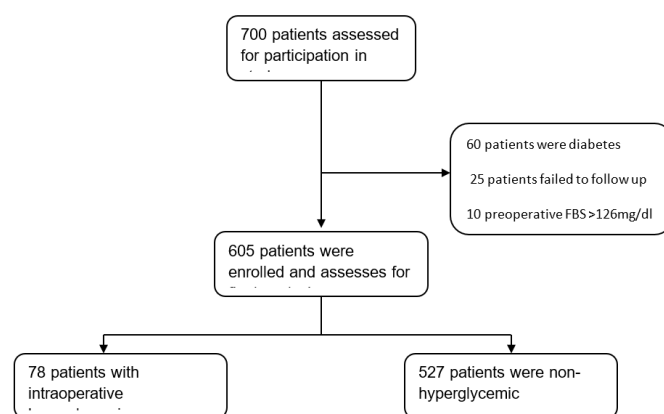 700 patients assessed
for participation in
60 patients were diabetes
25 patients failed to follow up
10 preoperative FBS >126mg/dl
605 patients were
enrolled and assesses for
78 patients with
intraoperative
527 patients were non-
hyperglycemic